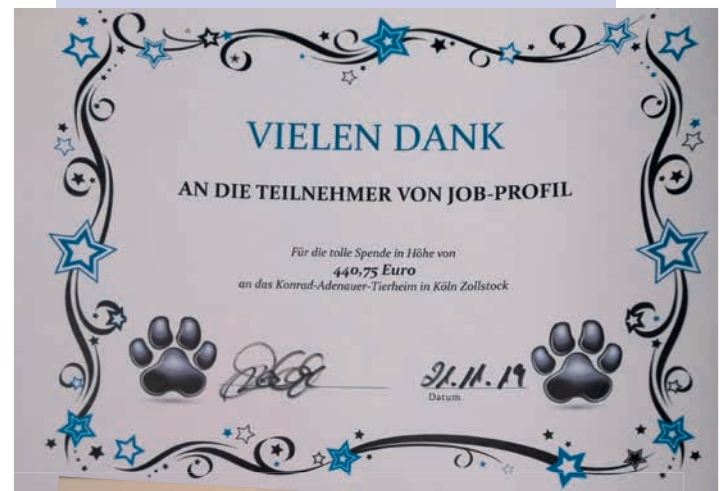 VIELEN DANK
AN DIE TEILNEHMER VON JOB-PROFIL
Für die tolle Spende in Höhe von
440,75 Euro
an das Konrad-Adenauer-Tierheim in Köln Zollstock
21.11.19
Datum